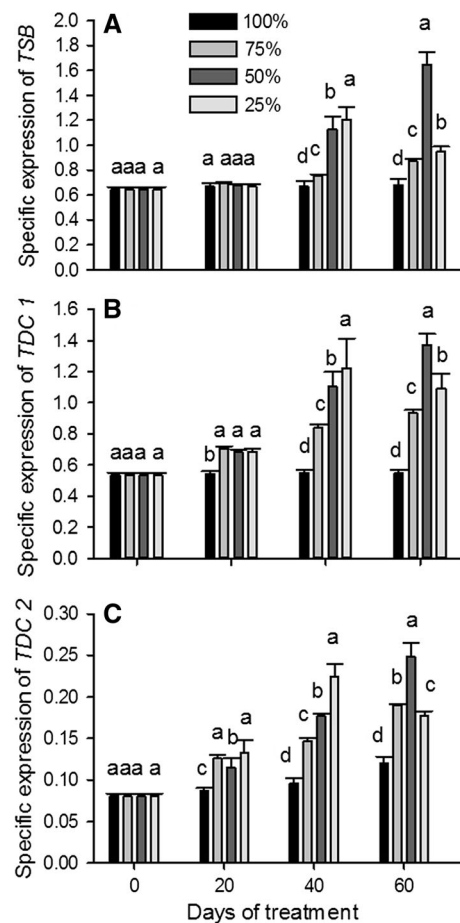 A
100%
75%
50%
25%
Specific expression of TSB
2.0
1.8
1.6
1.4
1.2
1.0
0.8
0.6
0.4
0.2
0.0
aaa a
a aaa
d c b a
d c a b
B
Specific expression of TDC 1
1.6
1.4
1.2
1.0
0.8
0.6
0.4
0.2
0.0
aaa a
b a a a
d c b a
d c a b
C
Specific expression of TDC 2
0.30
0.25
0.20
0.15
0.10
0.05
0.00
aaa a
c a b a
d c b a
d b a c
0 20 40 60
Days of treatment